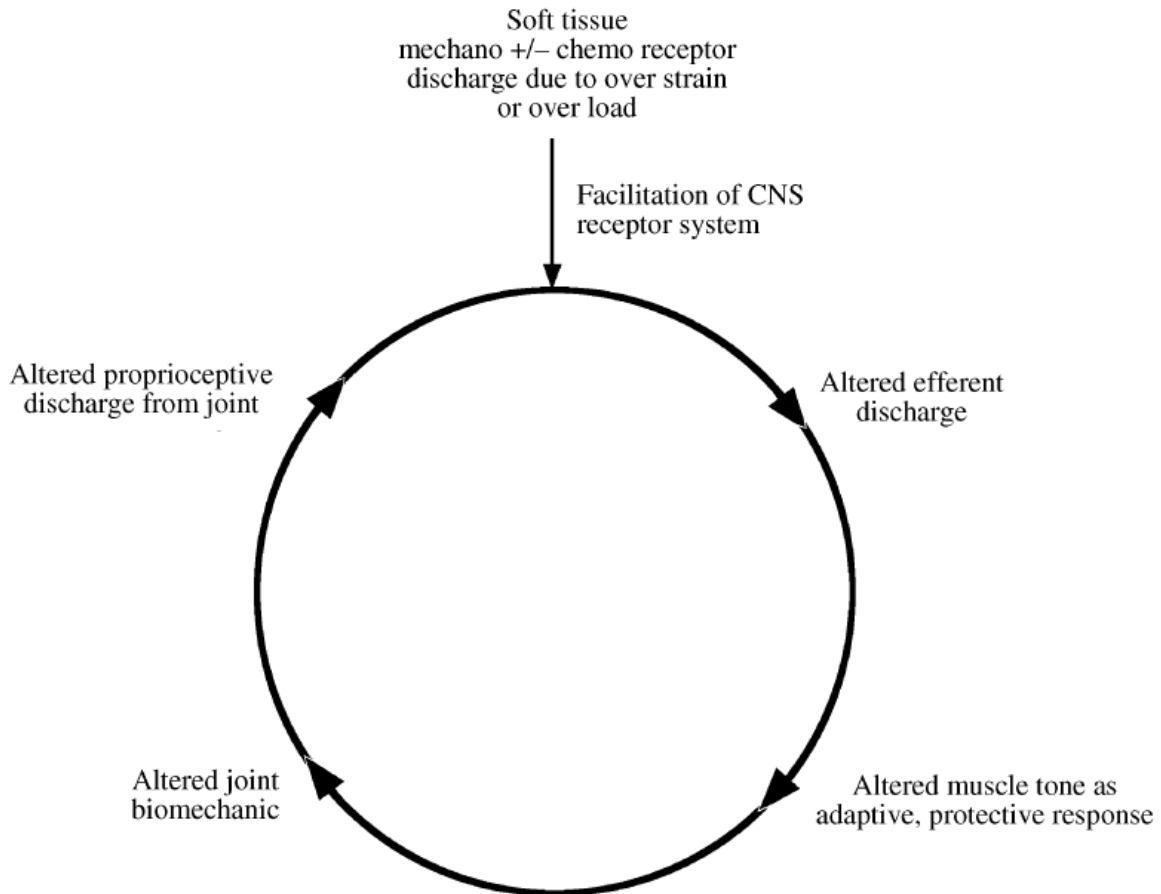 Soft tissue
mechano +/– chemo receptor
discharge due to over strain
or over load
Facilitation of CNS
receptor system
Altered proprioceptive
discharge from joint
Altered efferent
discharge
Altered joint
biomechanic
Altered muscle tone as
adaptive, protective response